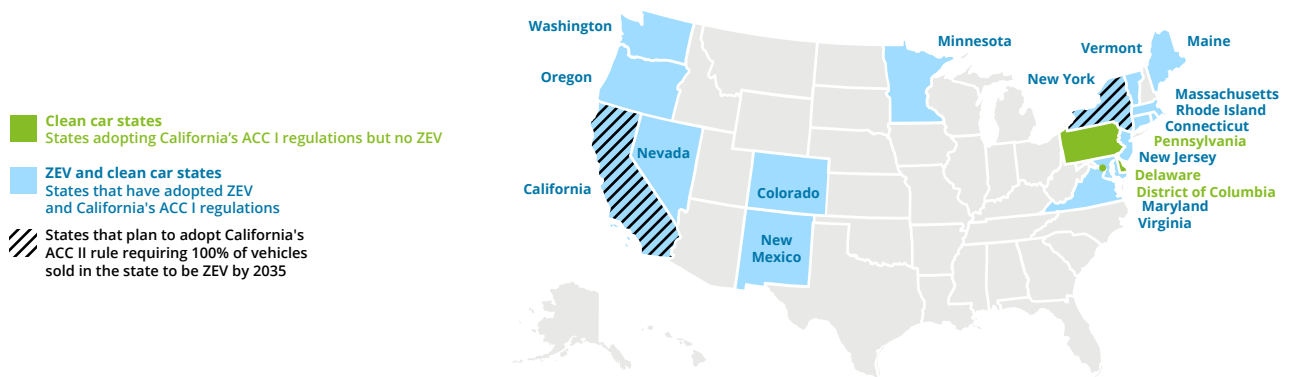 Clean car states
States adopting California's ACC I regulations but no ZEV
ZEV and clean car states
States that have adopted ZEV
and California's ACC I regulations
States that plan to adopt California's
ACC II rule requiring 100% of vehicles
sold in the state to be ZEV by 2035
Washington
Oregon
California
Nevada
Colorado
New
Mexico
Minnesota
New York
Vermont
Maine
Massachusetts
Rhode Island
Connecticut
Pennsylvania
New Jersey
Delaware
District of Columbia
Maryland
Virginia